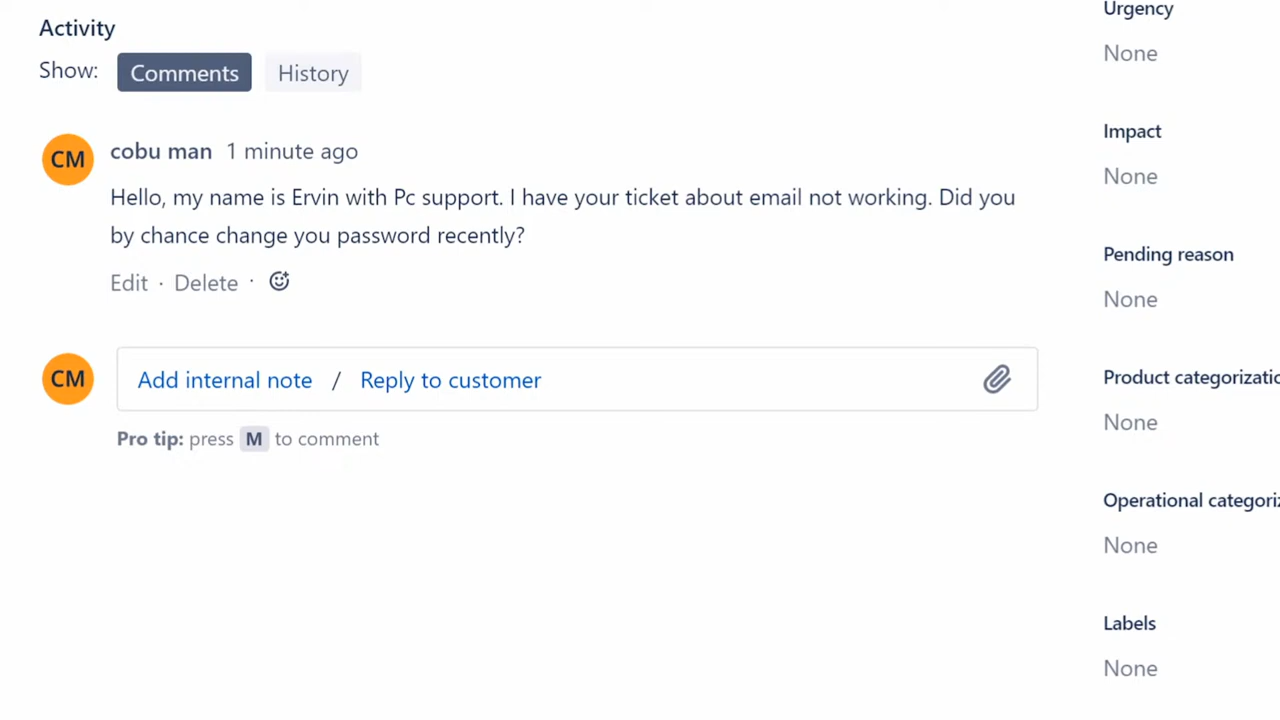 Activity
Show: Comments History
CM cobu man 1 minute ago
Hello, my name is Ervin with Pc support. I have your ticket about email not working. Did you
by chance change you password recently?
Edit · Delete ·
CM Add internal note / Reply to customer
Pro tip: press M to comment
Urgency
None
Impact
None
Pending reason
None
Product categorizatio
None
Operational categoriz
None
Labels
None